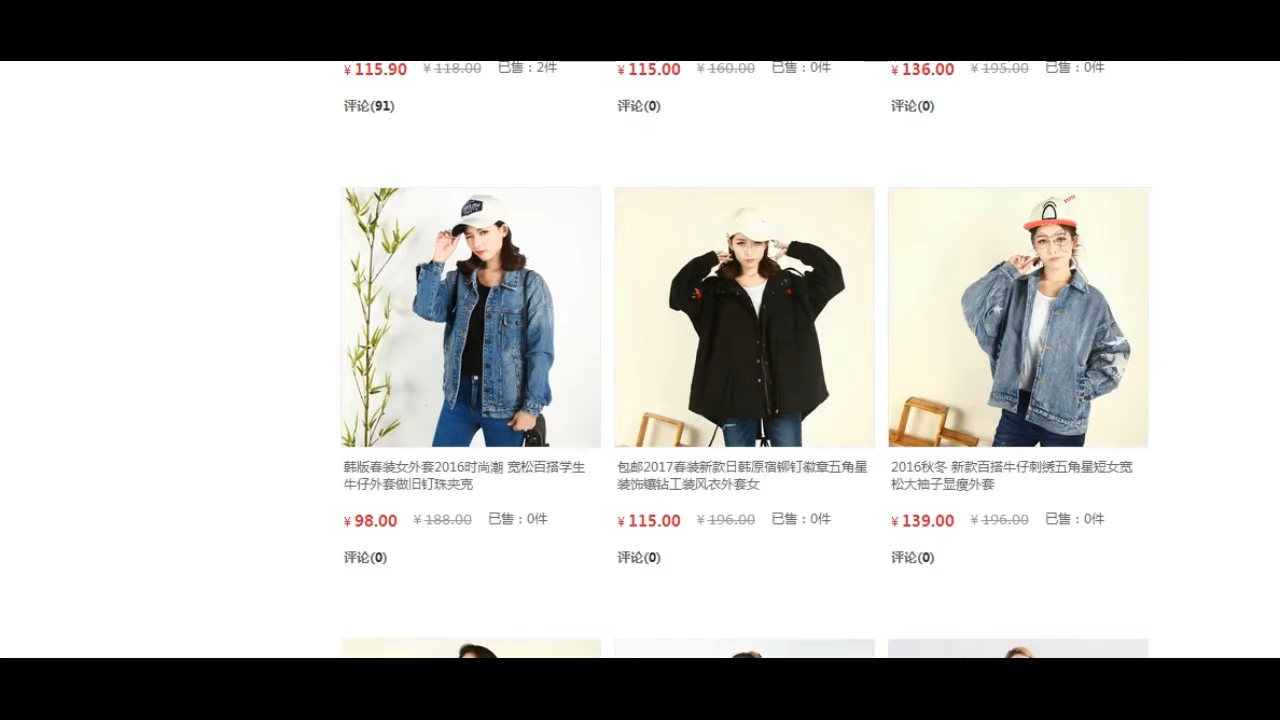 ¥ 115.90 ¥ 118.00 已售：2件
¥ 115.00 ¥ 160.00 已售：0件
¥ 136.00 ¥ 195.00 已售：0件
评论(91)
评论(0)
评论(0)
韩版春装女外套2016时尚潮 宽松百搭学生
牛仔外套做旧钉珠夹克
¥ 98.00 ¥ 188.00 已售：0件
评论(0)
包邮2017春装新款日韩原宿铆钉徽章五角星
装饰镶钻工装风衣外套女
¥ 115.00 ¥ 196.00 已售：0件
评论(0)
2016秋冬 新款百搭牛仔刺绣五角星短女宽
松大袖子显瘦外套
¥ 139.00 ¥ 196.00 已售：0件
评论(0)